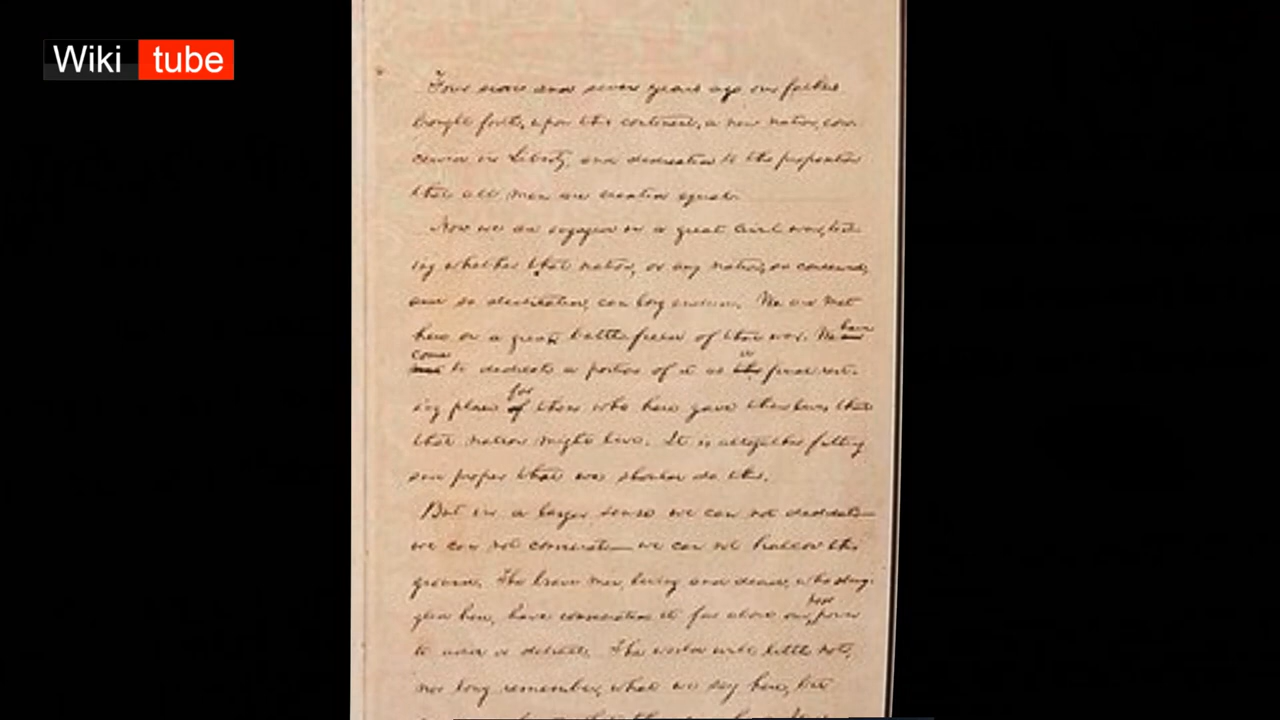 Wiki tube
Four score and seven years ago our fathers
brought forth, upon this continent, a new nation, con-
ceived in Liberty, and dedicated to the proposition
that all men are created equal.
Now we are engaged in a great civil war, test-
ing whether that nation, or any nation, so conceived,
and so dedicated, can long endure. We are met
here on a great battlefield of that war. We are have
met come to dedicate a portion of it as the a final rest-
ing place of for those who here gave their lives that
that nation might live. It is altogether fitting
and proper that we should do this.
But in a larger sense we can not dedicate—
we can not consecrate—we can not hallow this
ground. The brave men, living and dead, who strug-
gled here, have consecrated it far above our poor power
to add or detract. The world will little note,
nor long remember, what we say here, but